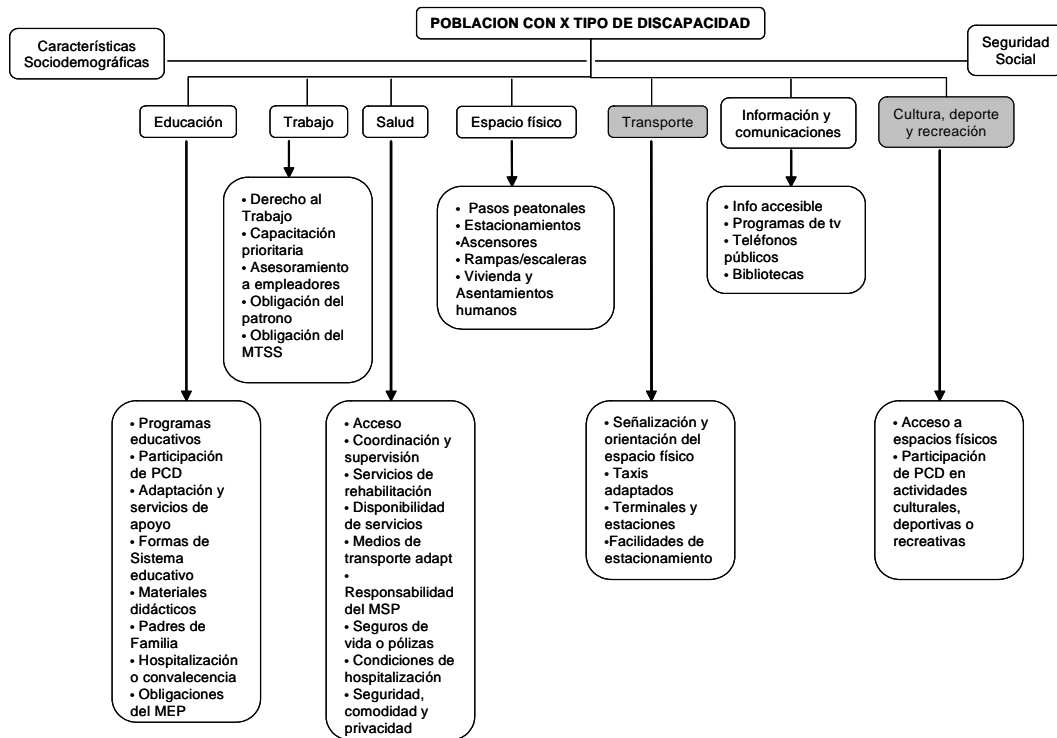 POBLACION CON X TIPO DE DISCAPACIDAD
Características
Sociodemográficas
Seguridad
Social
Educación
Trabajo
Salud
Espacio físico
Transporte
Información y
comunicaciones
Cultura, deporte
y recreación
• Derecho al
Trabajo
• Capacitación
prioritaria
• Asesoramiento
a empleadores
• Obligación del
patrono
• Obligación del
MTSS
• Pasos peatonales
• Estacionamientos
•Ascensores
• Rampas/escaleras
• Vivienda y
Asentamientos
humanos
• Info accesible
• Programas de tv
• Teléfonos
públicos
• Bibliotecas
• Programas
educativos
• Participación
de PCD
• Adaptación y
servicios de
apoyo
• Formas de
Sistema
educativo
• Materiales
didácticos
• Padres de
Familia
• Hospitalización
o convalecencia
• Obligaciones
del MEP
• Acceso
• Coordinación y
supervisión
• Servicios de
rehabilitación
• Disponibilidad
de servicios
• Medios de
transporte adapt
•
Responsabilidad
del MSP
• Seguros de
vida o pólizas
• Condiciones de
hospitalización
• Seguridad,
comodidad y
privacidad
• Señalización y
orientación del
espacio físico
• Taxis
adaptados
• Terminales y
estaciones
•Facilidades de
estacionamiento
• Acceso a
espacios físicos
• Participación
de PCD en
actividades
culturales,
deportivas o
recreativas